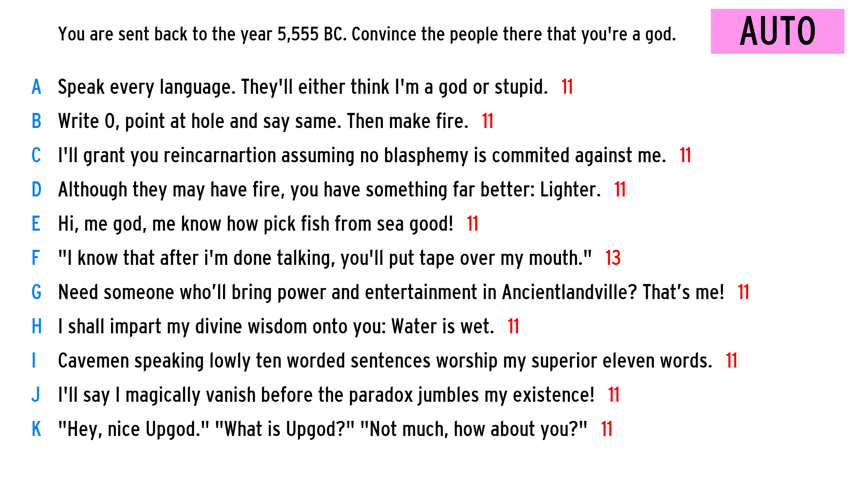 You are sent back to the year 5,555 BC. Convince the people there that you're a god.
AUTO
A Speak every language. They'll either think I'm a god or stupid. 11
B Write O, point at hole and say same. Then make fire. 11
C I'll grant you reincarnartion assuming no blasphemy is commited against me. 11
D Although they may have fire, you have something far better: Lighter. 11
E Hi, me god, me know how pick fish from sea good! 11
F "I know that after i'm done talking, you'll put tape over my mouth." 13
G Need someone who’ll bring power and entertainment in Ancientlandville? That’s me! 11
H I shall impart my divine wisdom onto you: Water is wet. 11
I Cavemen speaking lowly ten worded sentences worship my superior eleven words. 11
J I'll say I magically vanish before the paradox jumbles my existence! 11
K "Hey, nice Upgod." "What is Upgod?" "Not much, how about you?" 11